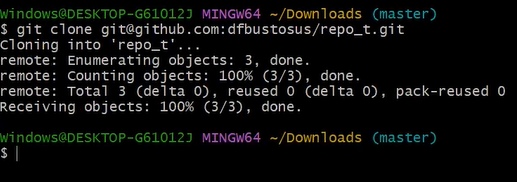 Windows@DESKTOP-G61012J MINGW64 ~/Downloads (master)
$ git clone git@github.com:dfbustosus/repo_t.git
Cloning into 'repo_t'...
remote: Enumerating objects: 3, done.
remote: Counting objects: 100% (3/3), done.
remote: Total 3 (delta 0), reused 0 (delta 0), pack-reused 0
Receiving objects: 100% (3/3), done.
Windows@DESKTOP-G61012J MINGW64 ~/Downloads (master)
$